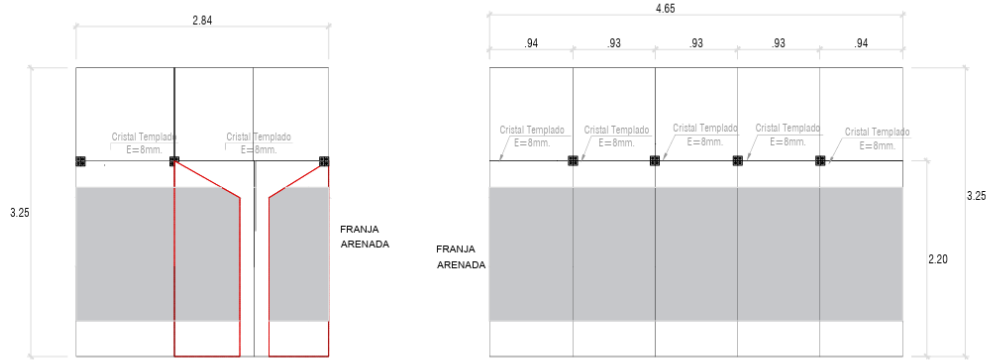 2.84
3.25
Cristal Templado
E=8mm.
Cristal Templado
E=8mm.
FRANJA
ARENADA
4.65
.94
.93
.93
.93
.94
Cristal Templado
E=8mm.
Cristal Templado
E=8mm.
Cristal Templado
E=8mm.
Cristal Templado
E=8mm.
Cristal Templado
E=8mm.
FRANJA
ARENADA
3.25
2.20